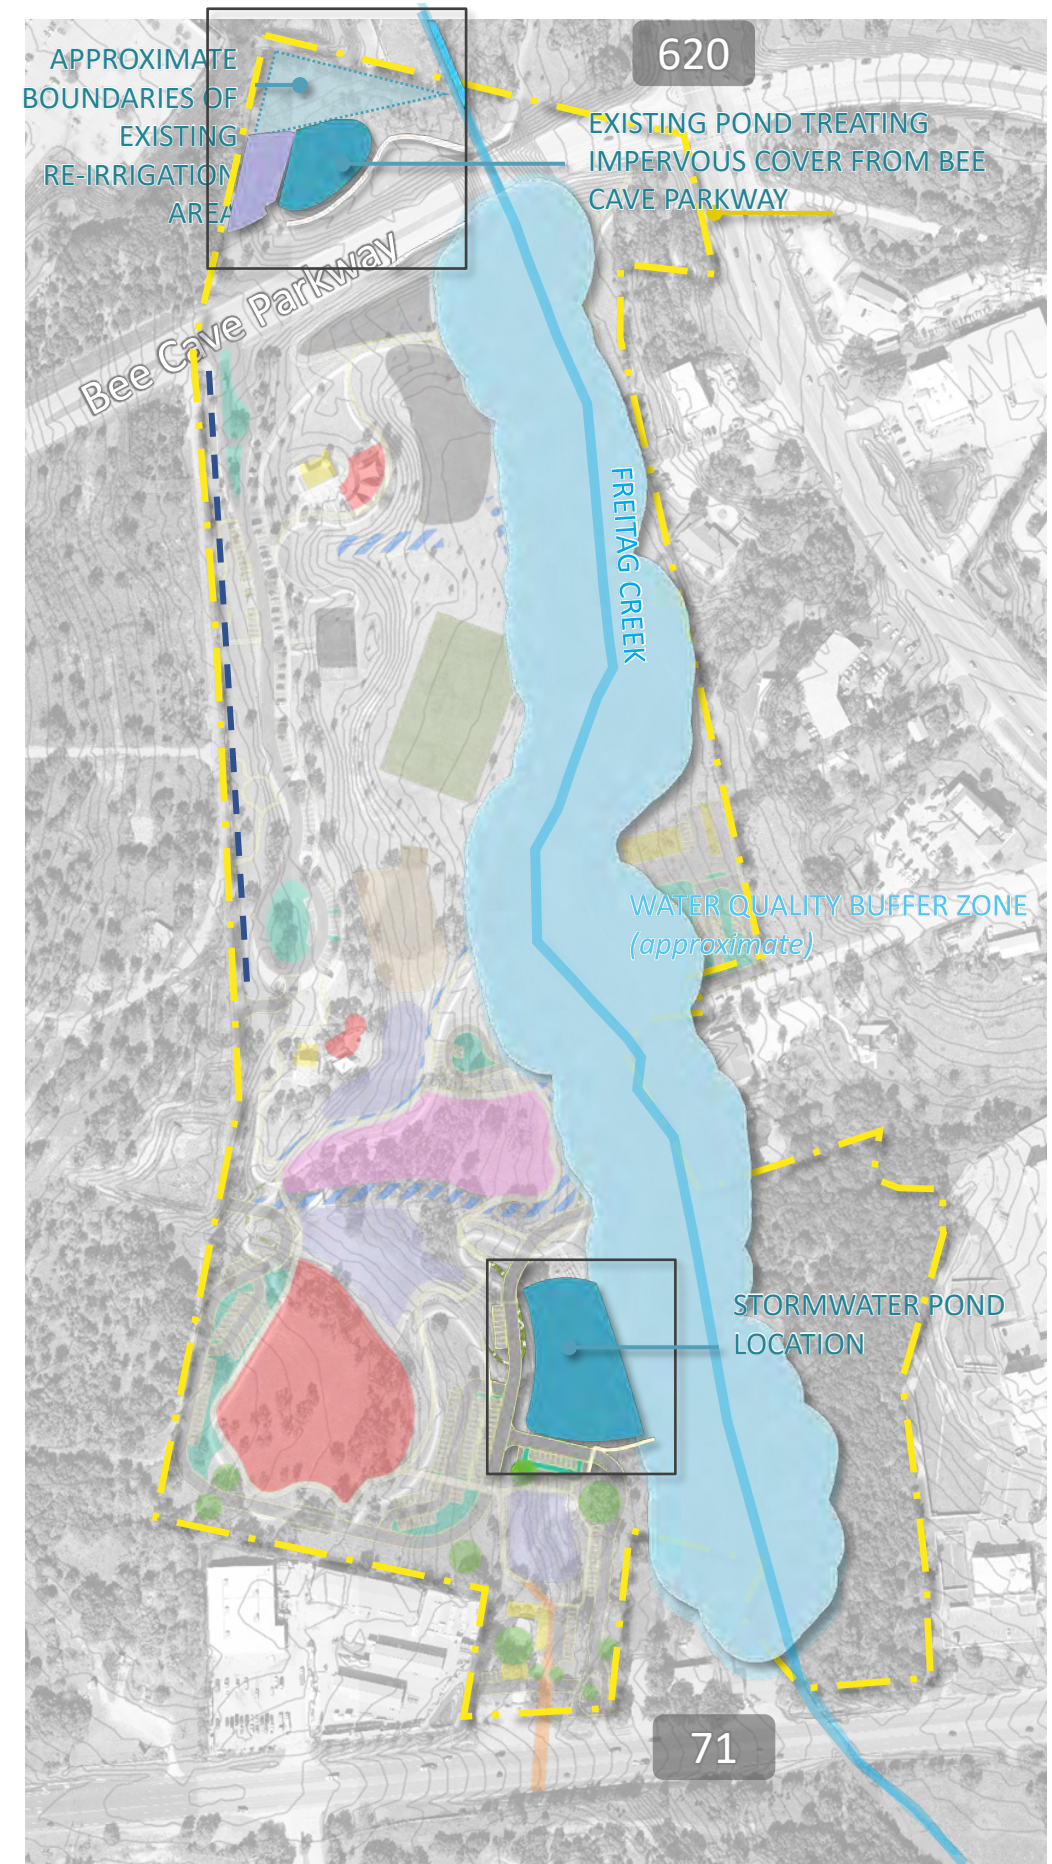 620
APPROXIMATE
BOUNDARIES OF
EXISTING
RE-IRRIGATION
AREA
EXISTING POND TREATING
IMPERVOUS COVER FROM BEE
CAVE PARKWAY
Bee Cave Parkway
FREITAG CREEK
WATER QUALITY BUFFER ZONE
(approximate)
STORMWATER POND
LOCATION
71